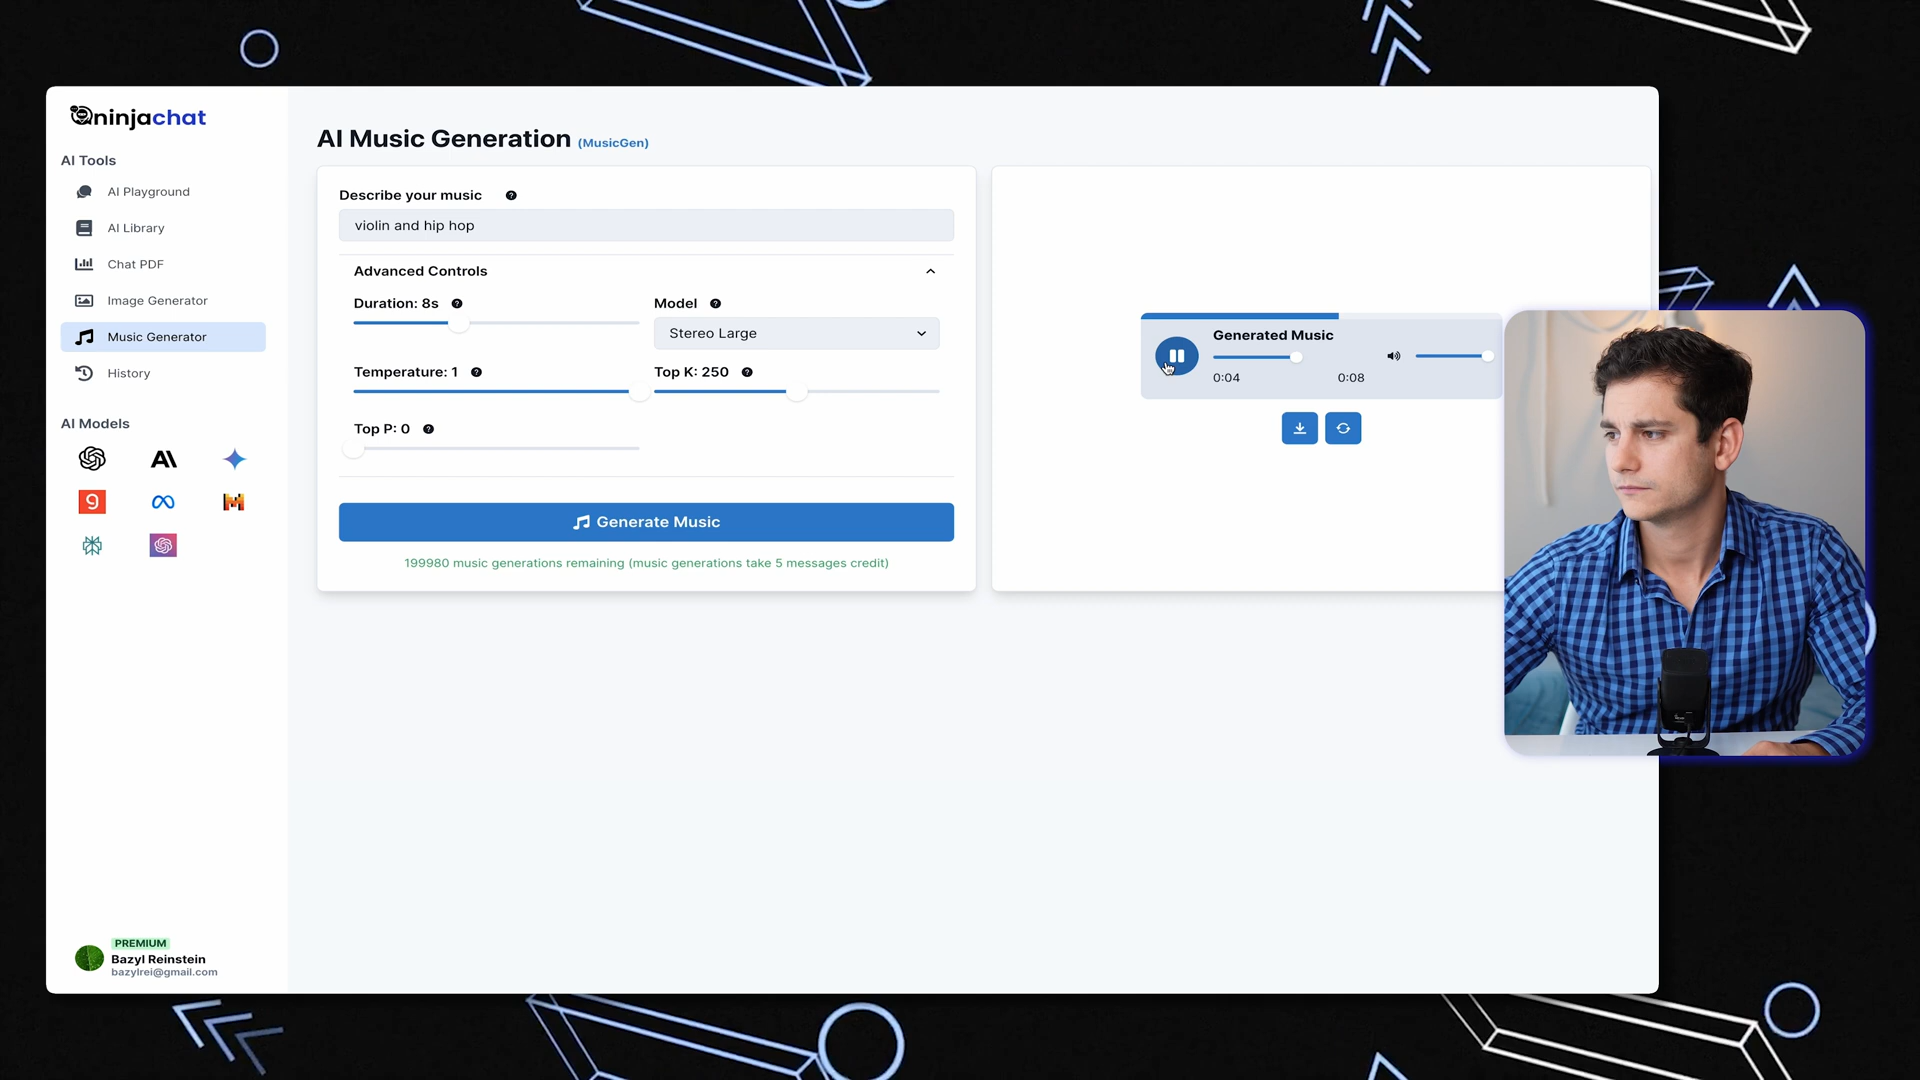 ninjachat
AI Tools
AI Playground
AI Library
Chat PDF
Image Generator
Music Generator
History
AI Models
PREMIUM
Bazyl Reinstein
bazylrei@gmail.com
AI Music Generation (MusicGen)
Describe your music
violin and hip hop
Advanced Controls
Duration: 8s
Model
Stereo Large
Temperature: 1
Top K: 250
Top P: 0
Generate Music
199980 music generations remaining (music generations take 5 messages credit)
Generated Music
0:04
0:08